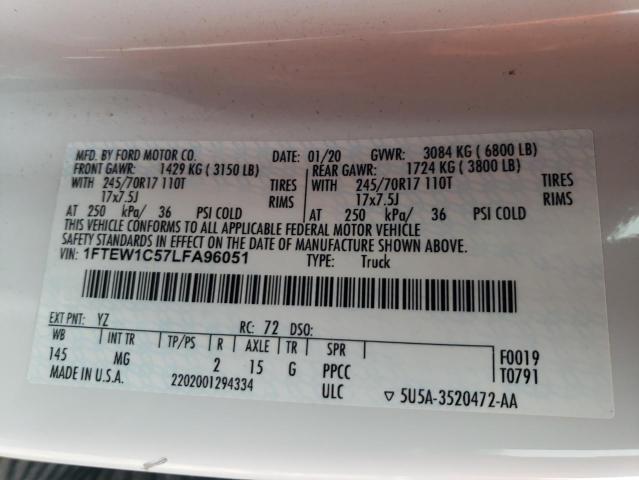 MFD. BY FORD MOTOR CO. DATE: 01/20 GVWR: 3084 KG ( 6800 LB)
FRONT GAWR: 1429 KG ( 3150 LB) REAR GAWR: 1724 KG ( 3800 LB)
WITH 245/70R17 110T TIRES WITH 245/70R17 110T TIRES
17x7.5J RIMS 17x7.5J RIMS
AT 250 kPa/ 36 PSI COLD AT 250 kPa/ 36 PSI COLD
THIS VEHICLE CONFORMS TO ALL APPLICABLE FEDERAL MOTOR VEHICLE
SAFETY STANDARDS IN EFFECT ON THE DATE OF MANUFACTURE SHOWN ABOVE.
VIN: 1FTEW1C57LFA96051 TYPE: Truck
EXT PNT: YZ RC: 72 DSO:
WB INT TR TP/PS R AXLE TR SPR F0019
145 MG 2 15 G PPCC T0791
MADE IN U.S.A. 2202001294334 ULC ▽ 5U5A-3520472-AA